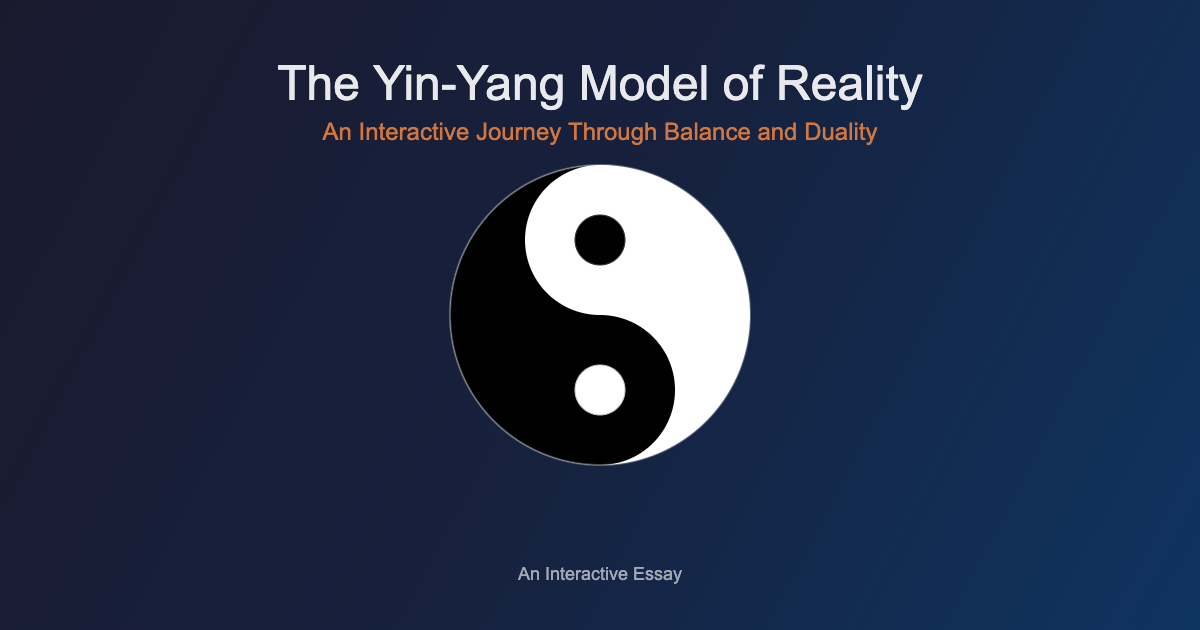 The Yin-Yang Model of Reality
An Interactive Journey Through Balance and Duality
An Interactive Essay